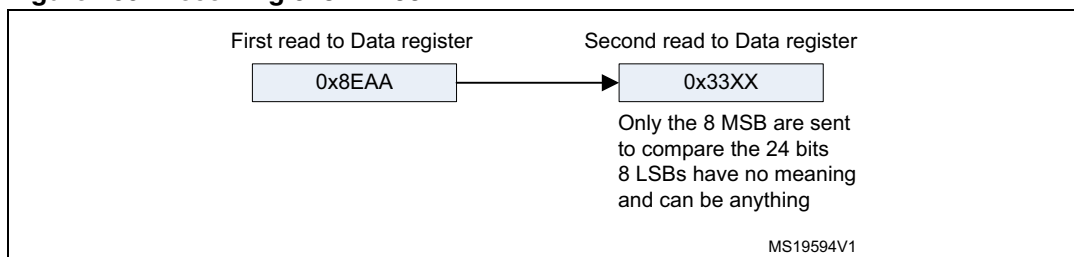 First read to Data register
Second read to Data register
0x8EAA
0x33XX
Only the 8 MSB are sent
to compare the 24 bits
8 LSBs have no meaning
and can be anything
MS19594V1